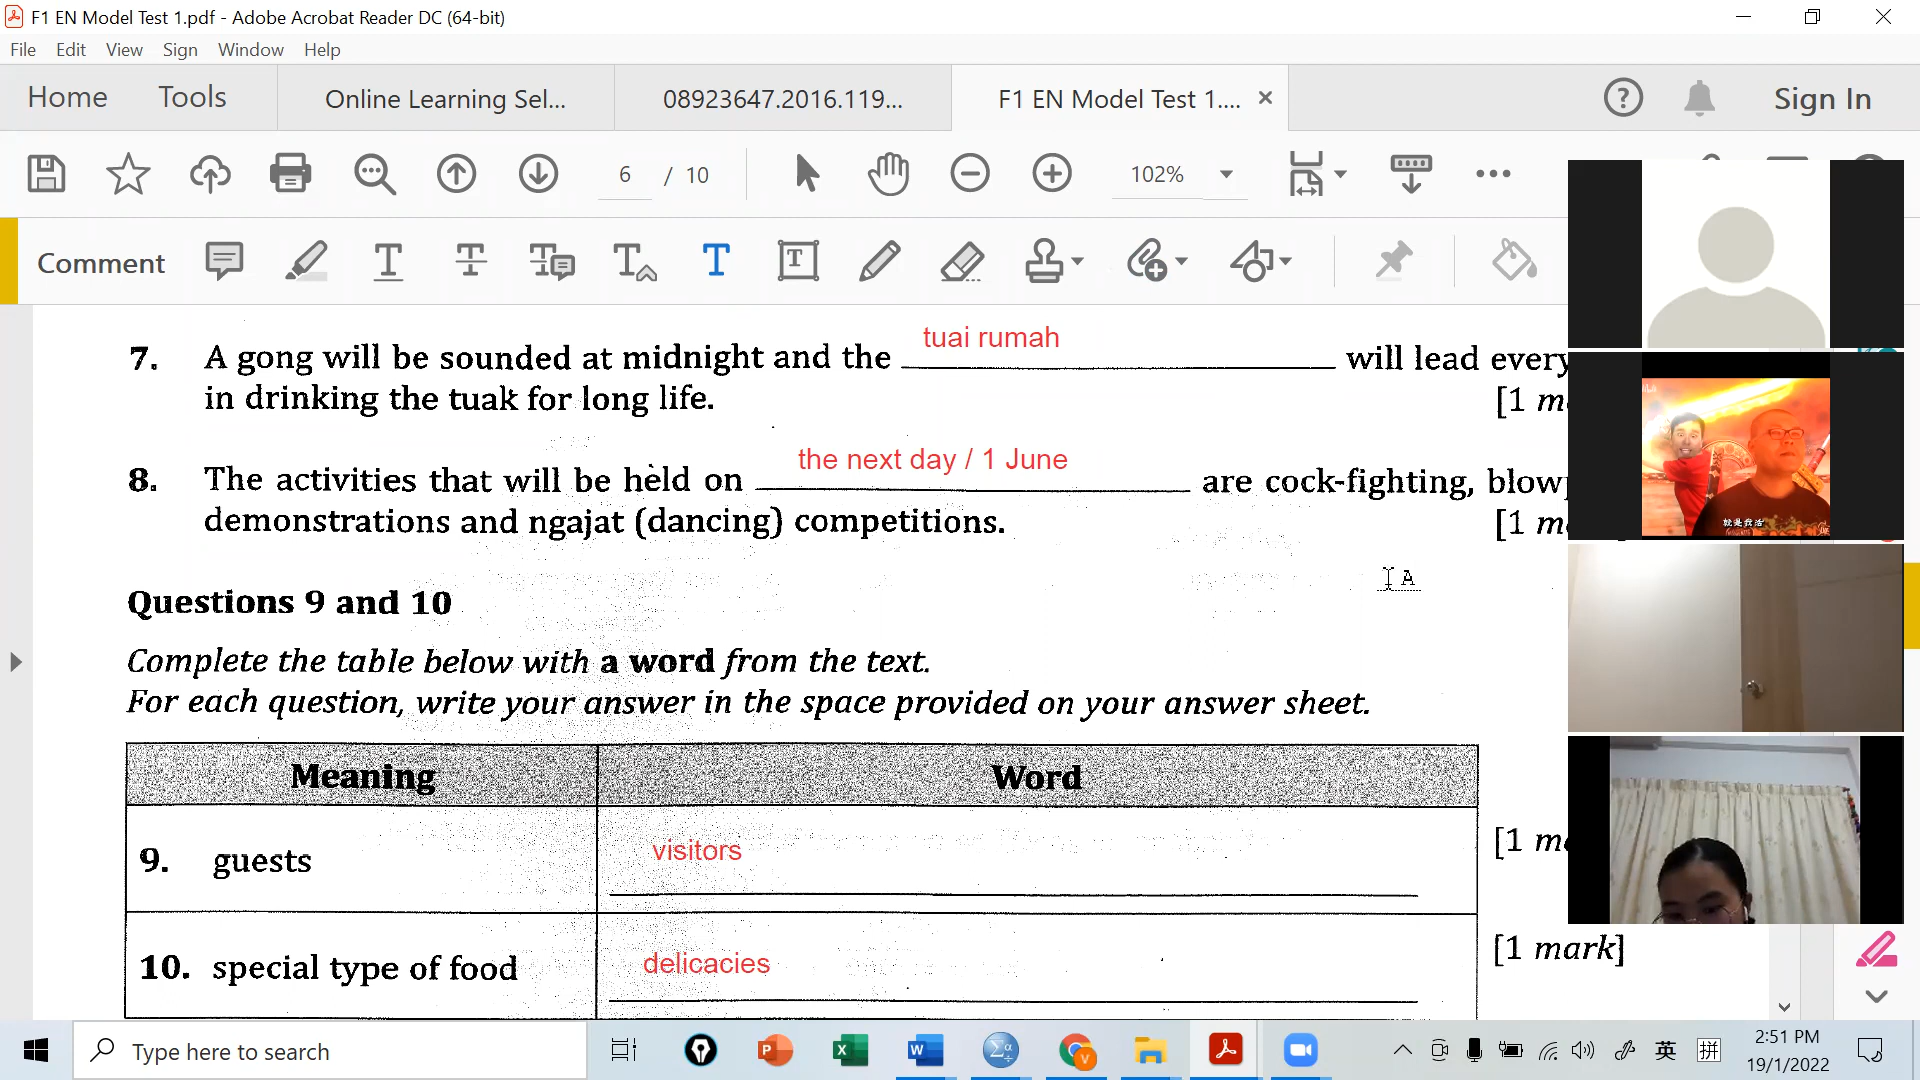 F1 EN Model Test 1.pdf - Adobe Acrobat Reader DC (64-bit)
File Edit View Sign Window Help
Home Tools Online Learning Sel... 08923647.2016.119... F1 EN Model Test 1.... Sign In
6 / 10 102%
Comment
tuai rumah
7. A gong will be sounded at midnight and the will lead every
in drinking the tuak for long life. [1 m
the next day / 1 June
8. The activities that will be held on are cock-fighting, blow
demonstrations and ngajat (dancing) competitions. [1 m
就是我活
Questions 9 and 10
Complete the table below with a word from the text.
For each question, write your answer in the space provided on your answer sheet.
Meaning Word
9. guests visitors [1 m
10. special type of food delicacies [1 mark]
Type here to search
英 拼 2:51 PM
19/1/2022